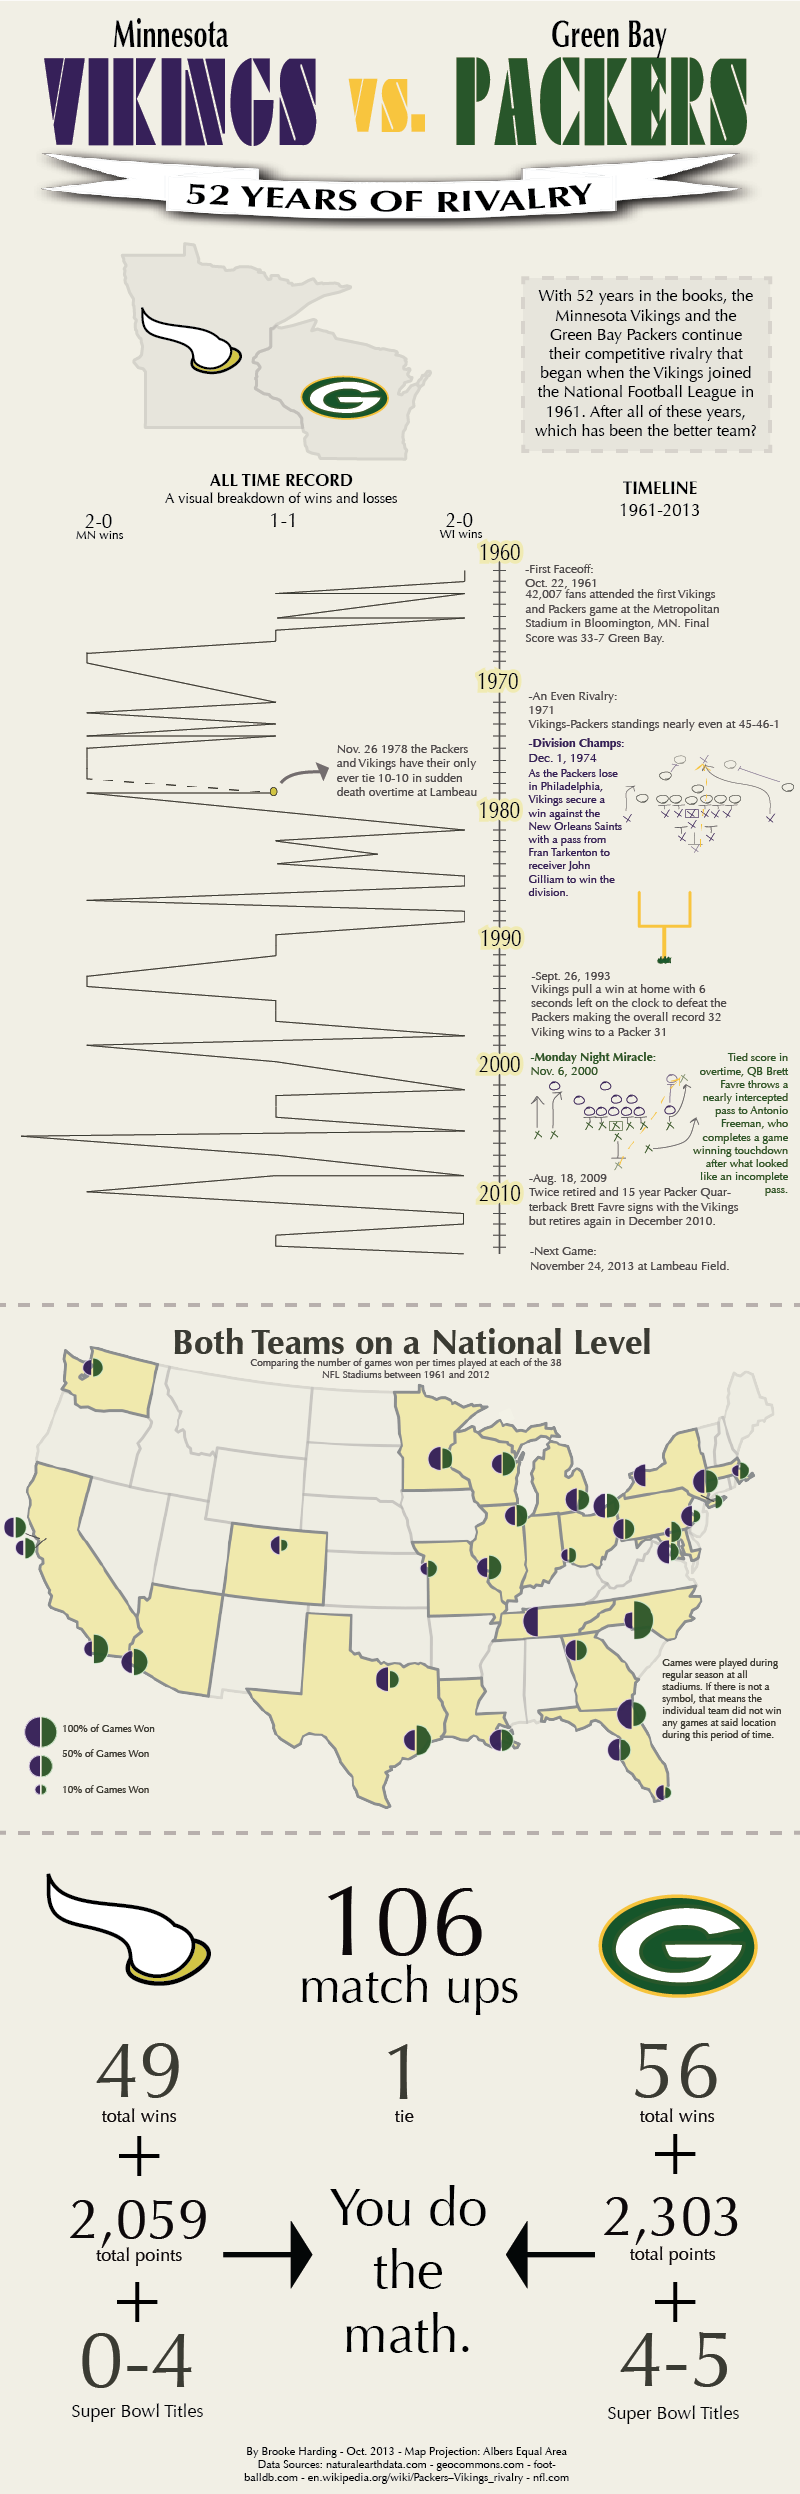 Minnesota
Green Bay
VIKINGS vs. PACKERS
52 YEARS OF RIVALRY
With 52 years in the books, the
Minnesota Vikings and the
Green Bay Packers continue
their competitive rivalry that
began when the Vikings joined
the National Football League in
1961. After all of these years,
which has been the better team?
G
ALL TIME RECORD
A visual breakdown of wins and losses
2-0
MN wins
1-1
2-0
WI wins
TIMELINE
1961-2013
1960
-First Faceoff:
Oct. 22, 1961
42,007 fans attended the first Vikings
and Packers game at the Metropolitan
Stadium in Bloomington, MN. Final
Score was 33-7 Green Bay.
1970
-An Even Rivalry:
1971
Vikings-Packers standings nearly even at 45-46-1
-Division Champs:
Dec. 1, 1974
As the Packers lose
in Philadelphia,
Vikings secure a
win against the
New Orleans Saints
with a pass from
Fran Tarkenton to
receiver John
Gilliam to win the
division.
Nov. 26 1978 the Packers
and Vikings have their only
ever tie 10-10 in sudden
death overtime at Lambeau
1980
1990
-Sept. 26, 1993
Vikings pull a win at home with 6
seconds left on the clock to defeat the
Packers making the overall record 32
Viking wins to a Packer 31
2000
-Monday Night Miracle:
Nov. 6, 2000
Tied score in
overtime, QB Brett
Favre throws a
nearly intercepted
pass to Antonio
Freeman, who
completes a game
winning touchdown
after what looked
like an incomplete
pass.
2010
-Aug. 18, 2009
Twice retired and 15 year Packer Quar-
terback Brett Favre signs with the Vikings
but retires again in December 2010.
-Next Game:
November 24, 2013 at Lambeau Field.
Both Teams on a National Level
Comparing the number of games won per times played at each of the 38
NFL Stadiums between 1961 and 2012
Games were played during
regular season at all
stadiums. If there is not a
symbol, that means the
individual team did not win
any games at said location
during this period of time.
100% of Games Won
50% of Games Won
10% of Games Won
106
match ups
G
49
total wins
1
tie
56
total wins
+
+
2,059
total points
You do
the
math.
2,303
total points
+
+
0-4
Super Bowl Titles
4-5
Super Bowl Titles
By Brooke Harding - Oct. 2013 - Map Projection: Albers Equal Area
Data Sources: naturalearthdata.com - geocommons.com - foot-
balldb.com - en.wikipedia.org/wiki/Packers–Vikings_rivalry - nfl.com